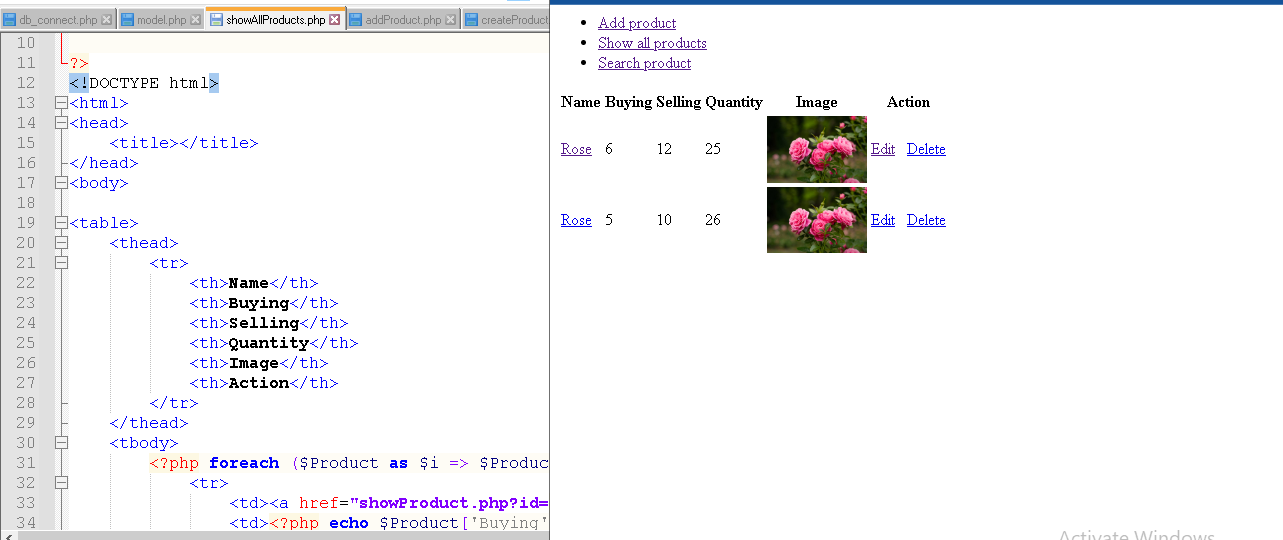 db_connect.php model.php showAllProducts.php addProduct.php createProduct
10
11 ?>
12 <!DOCTYPE html>
13 <html>
14 <head>
15 <title></title>
16 </head>
17 <body>
18
19 <table>
20 <thead>
21 <tr>
22 <th>Name</th>
23 <th>Buying</th>
24 <th>Selling</th>
25 <th>Quantity</th>
26 <th>Image</th>
27 <th>Action</th>
28 </tr>
29 </thead>
30 <tbody>
31 <?php foreach ($Product as $i => $Produc
32 <tr>
33 <td><a href="showProduct.php?id=
34 <td><?php echo $Product['Buying'
Add product
Show all products
Search product
Name Buying Selling Quantity Image Action
Rose 6 12 25 Edit Delete
Rose 5 10 26 Edit Delete
Activate Windows